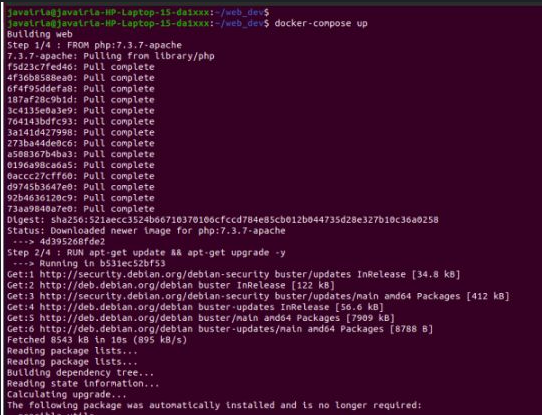 javairia@javairia-HP-Laptop-15-da1xxx:~/web_dev$
javairia@javairia-HP-Laptop-15-da1xxx:~/web_dev$ docker-compose up
Building web
Step 1/4 : FROM php:7.3.7-apache
7.3.7-apache: Pulling from library/php
f5d23c7fed46: Pull complete
4f36b8588ea0: Pull complete
6f4f95ddefa8: Pull complete
187af28c9b1d: Pull complete
3c4135e0a3e9: Pull complete
764143bdfc93: Pull complete
3a141d427998: Pull complete
273ba44de0c6: Pull complete
a508367b4ba3: Pull complete
0196a98ca6a5: Pull complete
0accc27cff60: Pull complete
d9745b3647e0: Pull complete
92b4636120c9: Pull complete
73aa9840a7e0: Pull complete
Digest: sha256:521aecc3524b66710370106cfccd784e85cb012b044735d28e327b10c36a0258
Status: Downloaded newer image for php:7.3.7-apache
---> 4d395268fde2
Step 2/4 : RUN apt-get update && apt-get upgrade -y
---> Running in b531ec52bf53
Get:1 http://security.debian.org/debian-security buster/updates InRelease [34.8 kB]
Get:2 http://deb.debian.org/debian buster InRelease [122 kB]
Get:3 http://security.debian.org/debian-security buster/updates/main amd64 Packages [412 kB]
Get:4 http://deb.debian.org/debian buster-updates InRelease [56.6 kB]
Get:5 http://deb.debian.org/debian buster/main amd64 Packages [7909 kB]
Get:6 http://deb.debian.org/debian buster-updates/main amd64 Packages [8788 B]
Fetched 8543 kB in 10s (895 kB/s)
Reading package lists...
Reading package lists...
Building dependency tree...
Reading state information...
Calculating upgrade...
The following package was automatically installed and is no longer required: